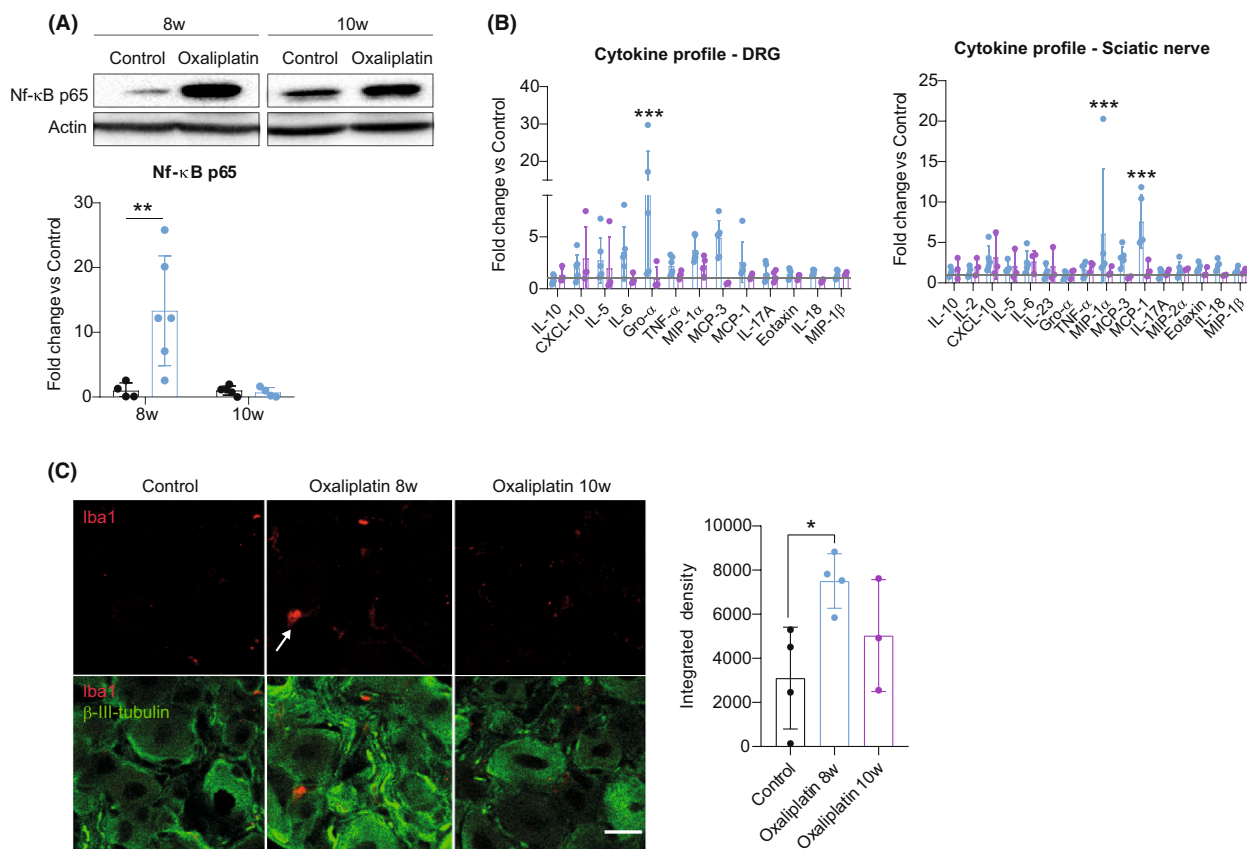 (A)
8w 10w
Control Oxaliplatin Control Oxaliplatin
Nf-κB p65
Actin
Nf-κB p65
Fold change vs Control
30
20
10
0
**
8w 10w
(B)
Cytokine profile - DRG
Fold change vs Control
40
30
20
10
5
0
***
IL-10
CXCL-10
IL-5
IL-6
Gro-α
TNF-α
MIP-1α
MCP-3
MCP-1
IL-17A
Eotaxin
IL-18
MIP-1β
Cytokine profile - Sciatic nerve
Fold change vs Control
25
20
15
10
5
0
***
***
IL-10
IL-2
CXCL-10
IL-5
IL-6
IL-23
Gro-α
TNF-α
MIP-1α
MCP-3
MCP-1
IL-17A
MIP-2α
Eotaxin
IL-18
MIP-1β
(C)
Control Oxaliplatin 8w Oxaliplatin 10w
Iba1
Iba1
β-III-tubulin
Integrated density
10000
8000
6000
4000
2000
0
*
Control
Oxaliplatin 8w
Oxaliplatin 10w